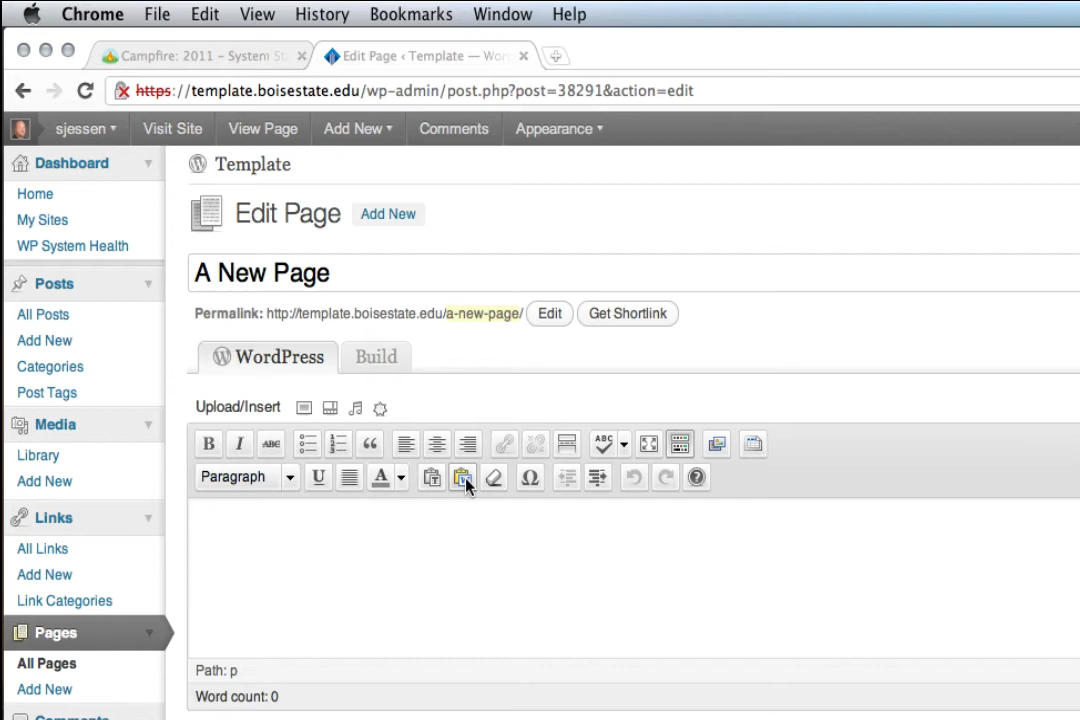 Chrome File Edit View History Bookmarks Window Help
Campfire: 2011 - System St
Edit Page ‹ Template — Wor
https://template.boisestate.edu/wp-admin/post.php?post=38291&action=edit
sjessen Visit Site View Page Add New Comments Appearance
Dashboard
Home
My Sites
WP System Health
Posts
All Posts
Add New
Categories
Post Tags
Media
Library
Add New
Links
All Links
Add New
Link Categories
Pages
All Pages
Add New
Comments
Template
Edit Page Add New
A New Page
Permalink: http://template.boisestate.edu/a-new-page/ Edit Get Shortlink
WordPress Build
Upload/Insert
B I ABC ABC
Paragraph U A Ω
Path: p
Word count: 0